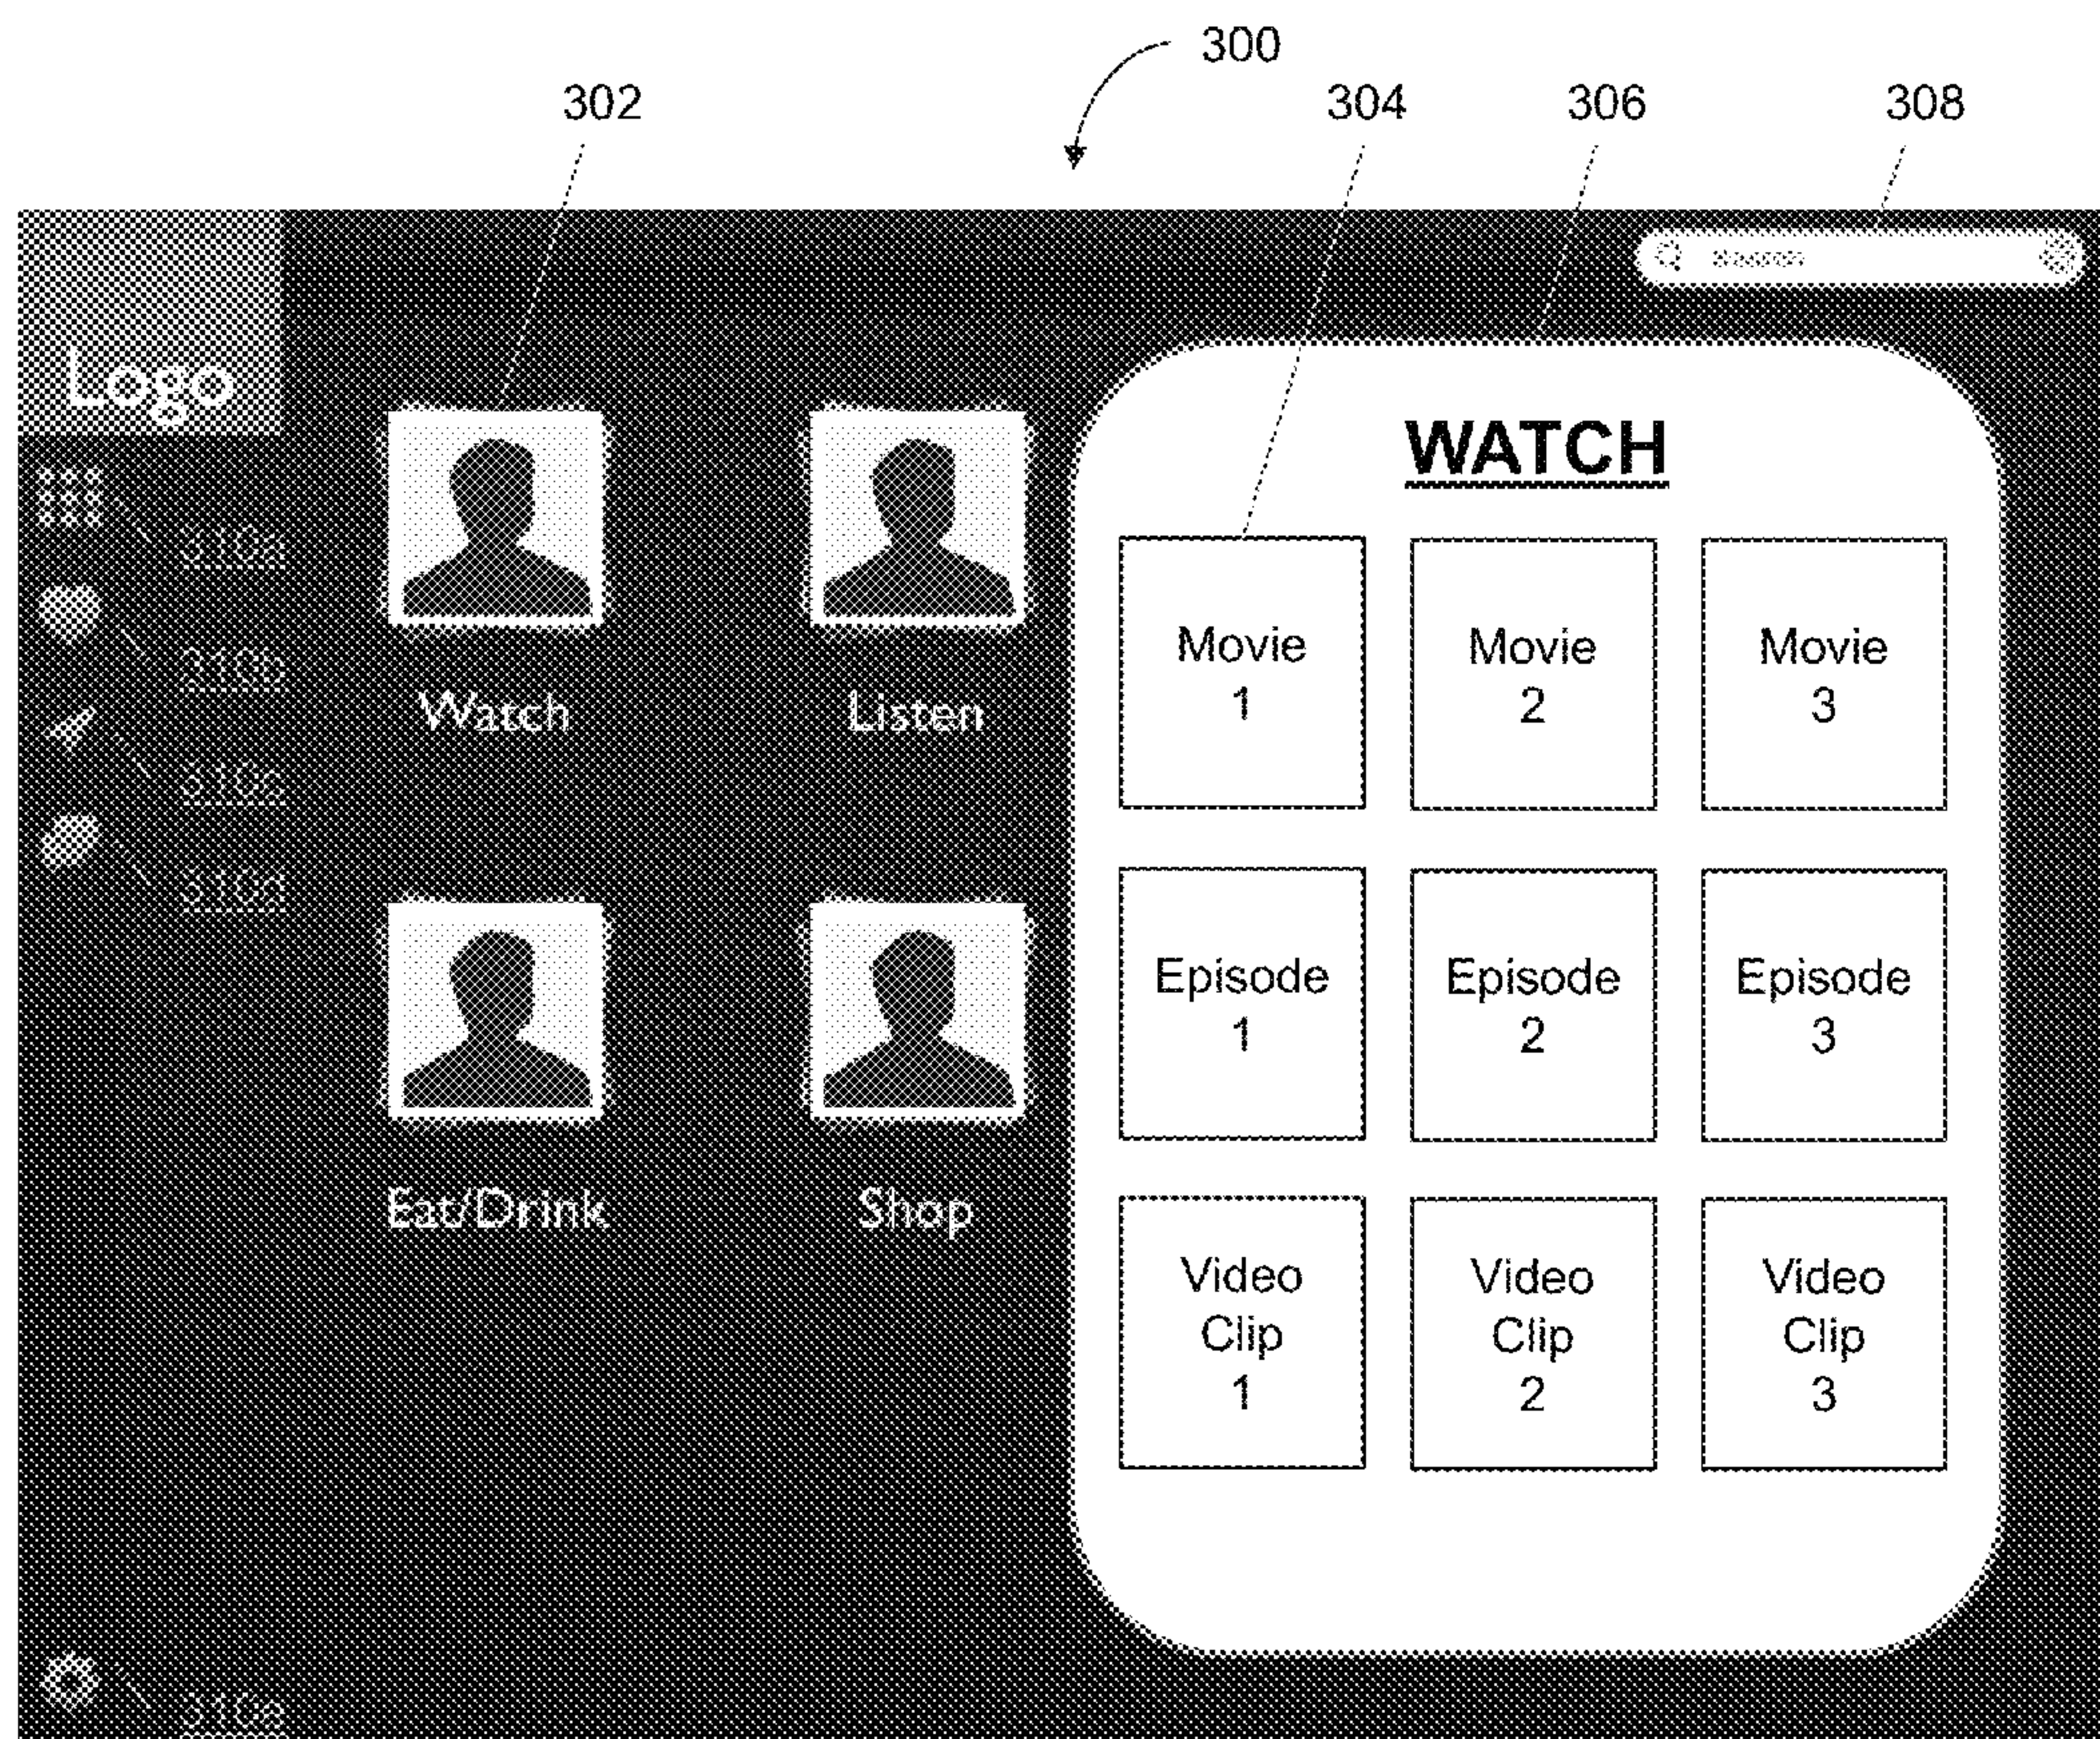 300
302
304
306
308
Search
Logo
WATCH
310a
310b
310c
310d
Watch
Listen
Movie
1
Movie
2
Movie
3
Episode
1
Episode
2
Episode
3
Eat/Drink
Shop
Video
Clip
1
Video
Clip
2
Video
Clip
3
310e